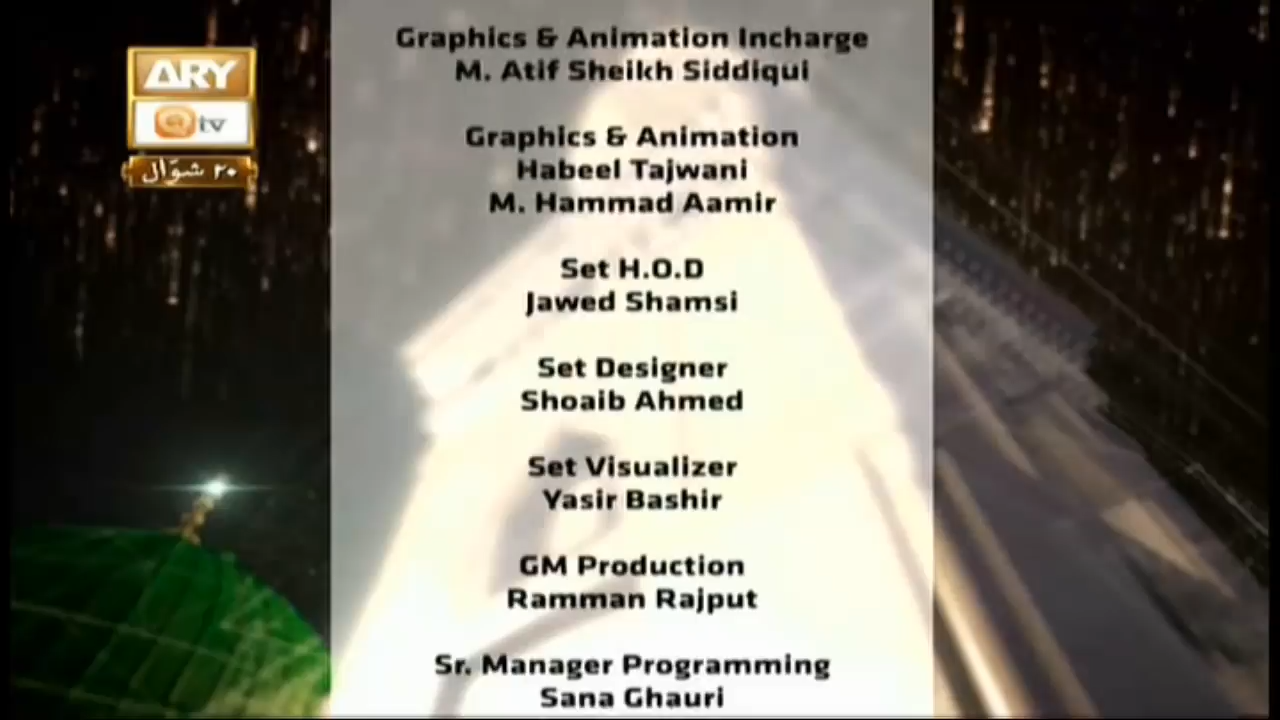 ARY
Q tv
۲۰ شوّال
Graphics & Animation Incharge
M. Atif Sheikh Siddiqui
Graphics & Animation
Habeel Tajwani
M. Hammad Aamir
Set H.O.D
Jawed Shamsi
Set Designer
Shoaib Ahmed
Set Visualizer
Yasir Bashir
GM Production
Ramman Rajput
Sr. Manager Programming
Sana Ghauri